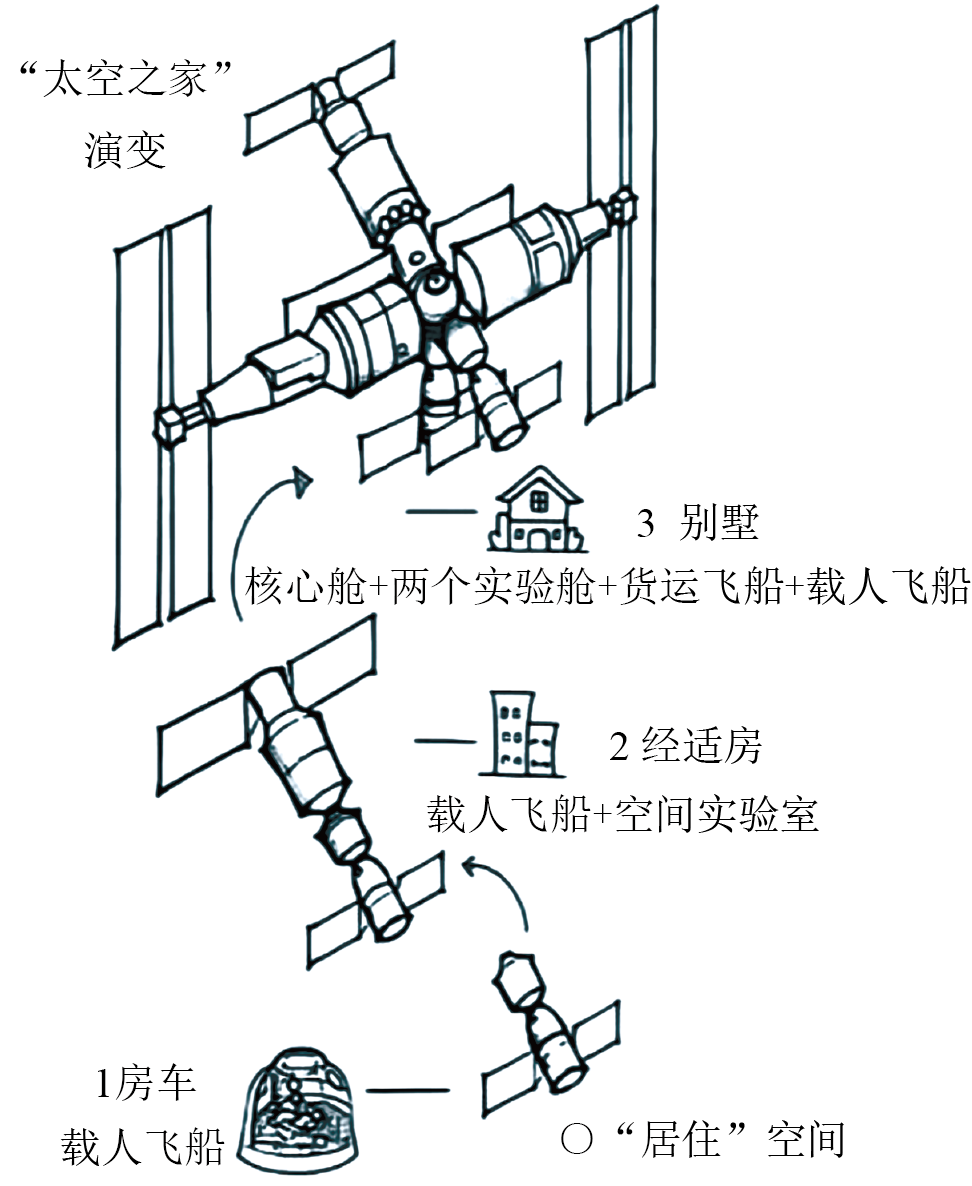 “太空之家”
演变
3 别墅
核心舱+两个实验舱+货运飞船+载人飞船
2经适房
载人飞船+空间实验室
1房车
载人飞船
○“居住”空间